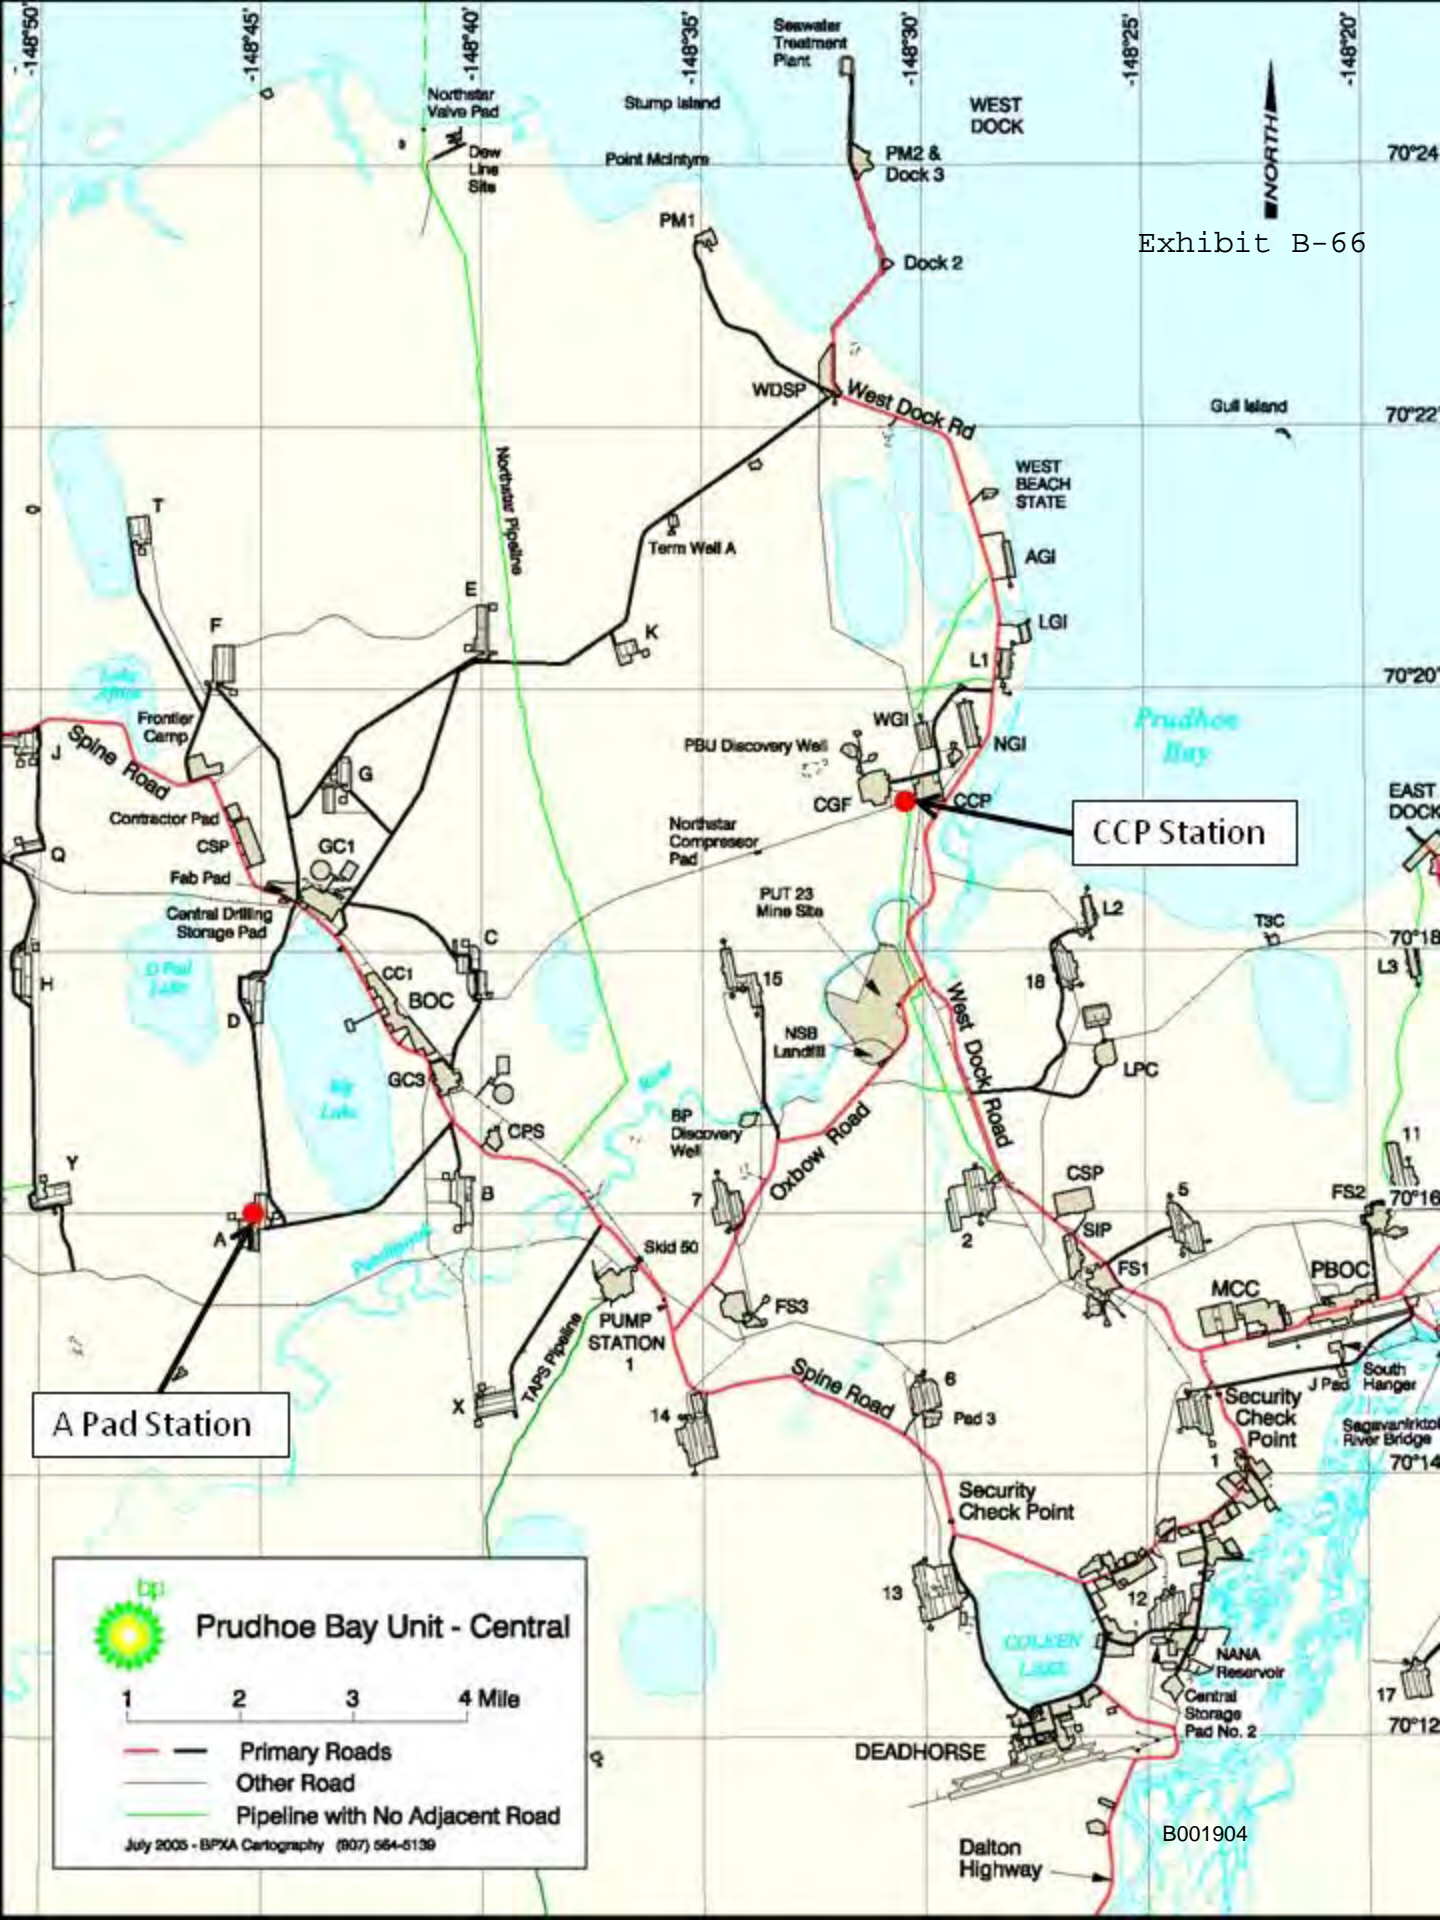 -148°50'
-148°45'
-148°40'
-148°35'
-148°30'
-148°25'
-148°20'
Seawater
Treatment
Plant
Northstar
Valve Pad
Stump Island
WEST
DOCK
NORTH
Dew
Line
Site
Point McIntyre
PM2 &
Dock 3
70°24
PM1
Exhibit B-66
Dock 2
WDSP
West Dock Rd
Gull Island
70°22
Northstar Pipeline
WEST
BEACH
STATE
T
Term Well A
AGI
E
F
K
LGI
L1
70°20
Lake
Frontier
Camp
WGI
Prudhoe
Bay
J
Spine Road
PBU Discovery Well
NGI
G
CGF
CCP
EAST
DOCK
Contractor Pad
CSP
Northstar
Compressor
Pad
CCP Station
Q
GC1
Fab Pad
PUT 23
Mine Site
Central Drilling
Storage Pad
L2
T3C
C
70°18
H
D Pad
Lake
CC1
BOC
15
18
L3
D
NSB
Landfill
West Dock Road
GC3
LPC
Big
Lake
River
BP
Discovery
Well
Oxbow Road
CPS
11
Y
B
7
CSP
5
FS2
70°16
A
2
SIP
Skid 50
FS1
FS3
MCC
PBOC
PUMP
STATION
1
TAPS Pipeline
Spine Road
6
Pad 3
J Pad
South
Hanger
X
14
Security
Check
Point
River Bridge
A Pad Station
1
70°14
Security
Check Point
13
12
bp
Prudhoe Bay Unit - Central
COLLEEN
LAKE
NANA
Reservoir
17
1 2 3 4 Mile
Central
Storage
Pad No. 2
70°12
Primary Roads
DEADHORSE
Other Road
Pipeline with No Adjacent Road
July 2005 - BPXA Cartography (907) 564-5139
B001904
Dalton
Highway